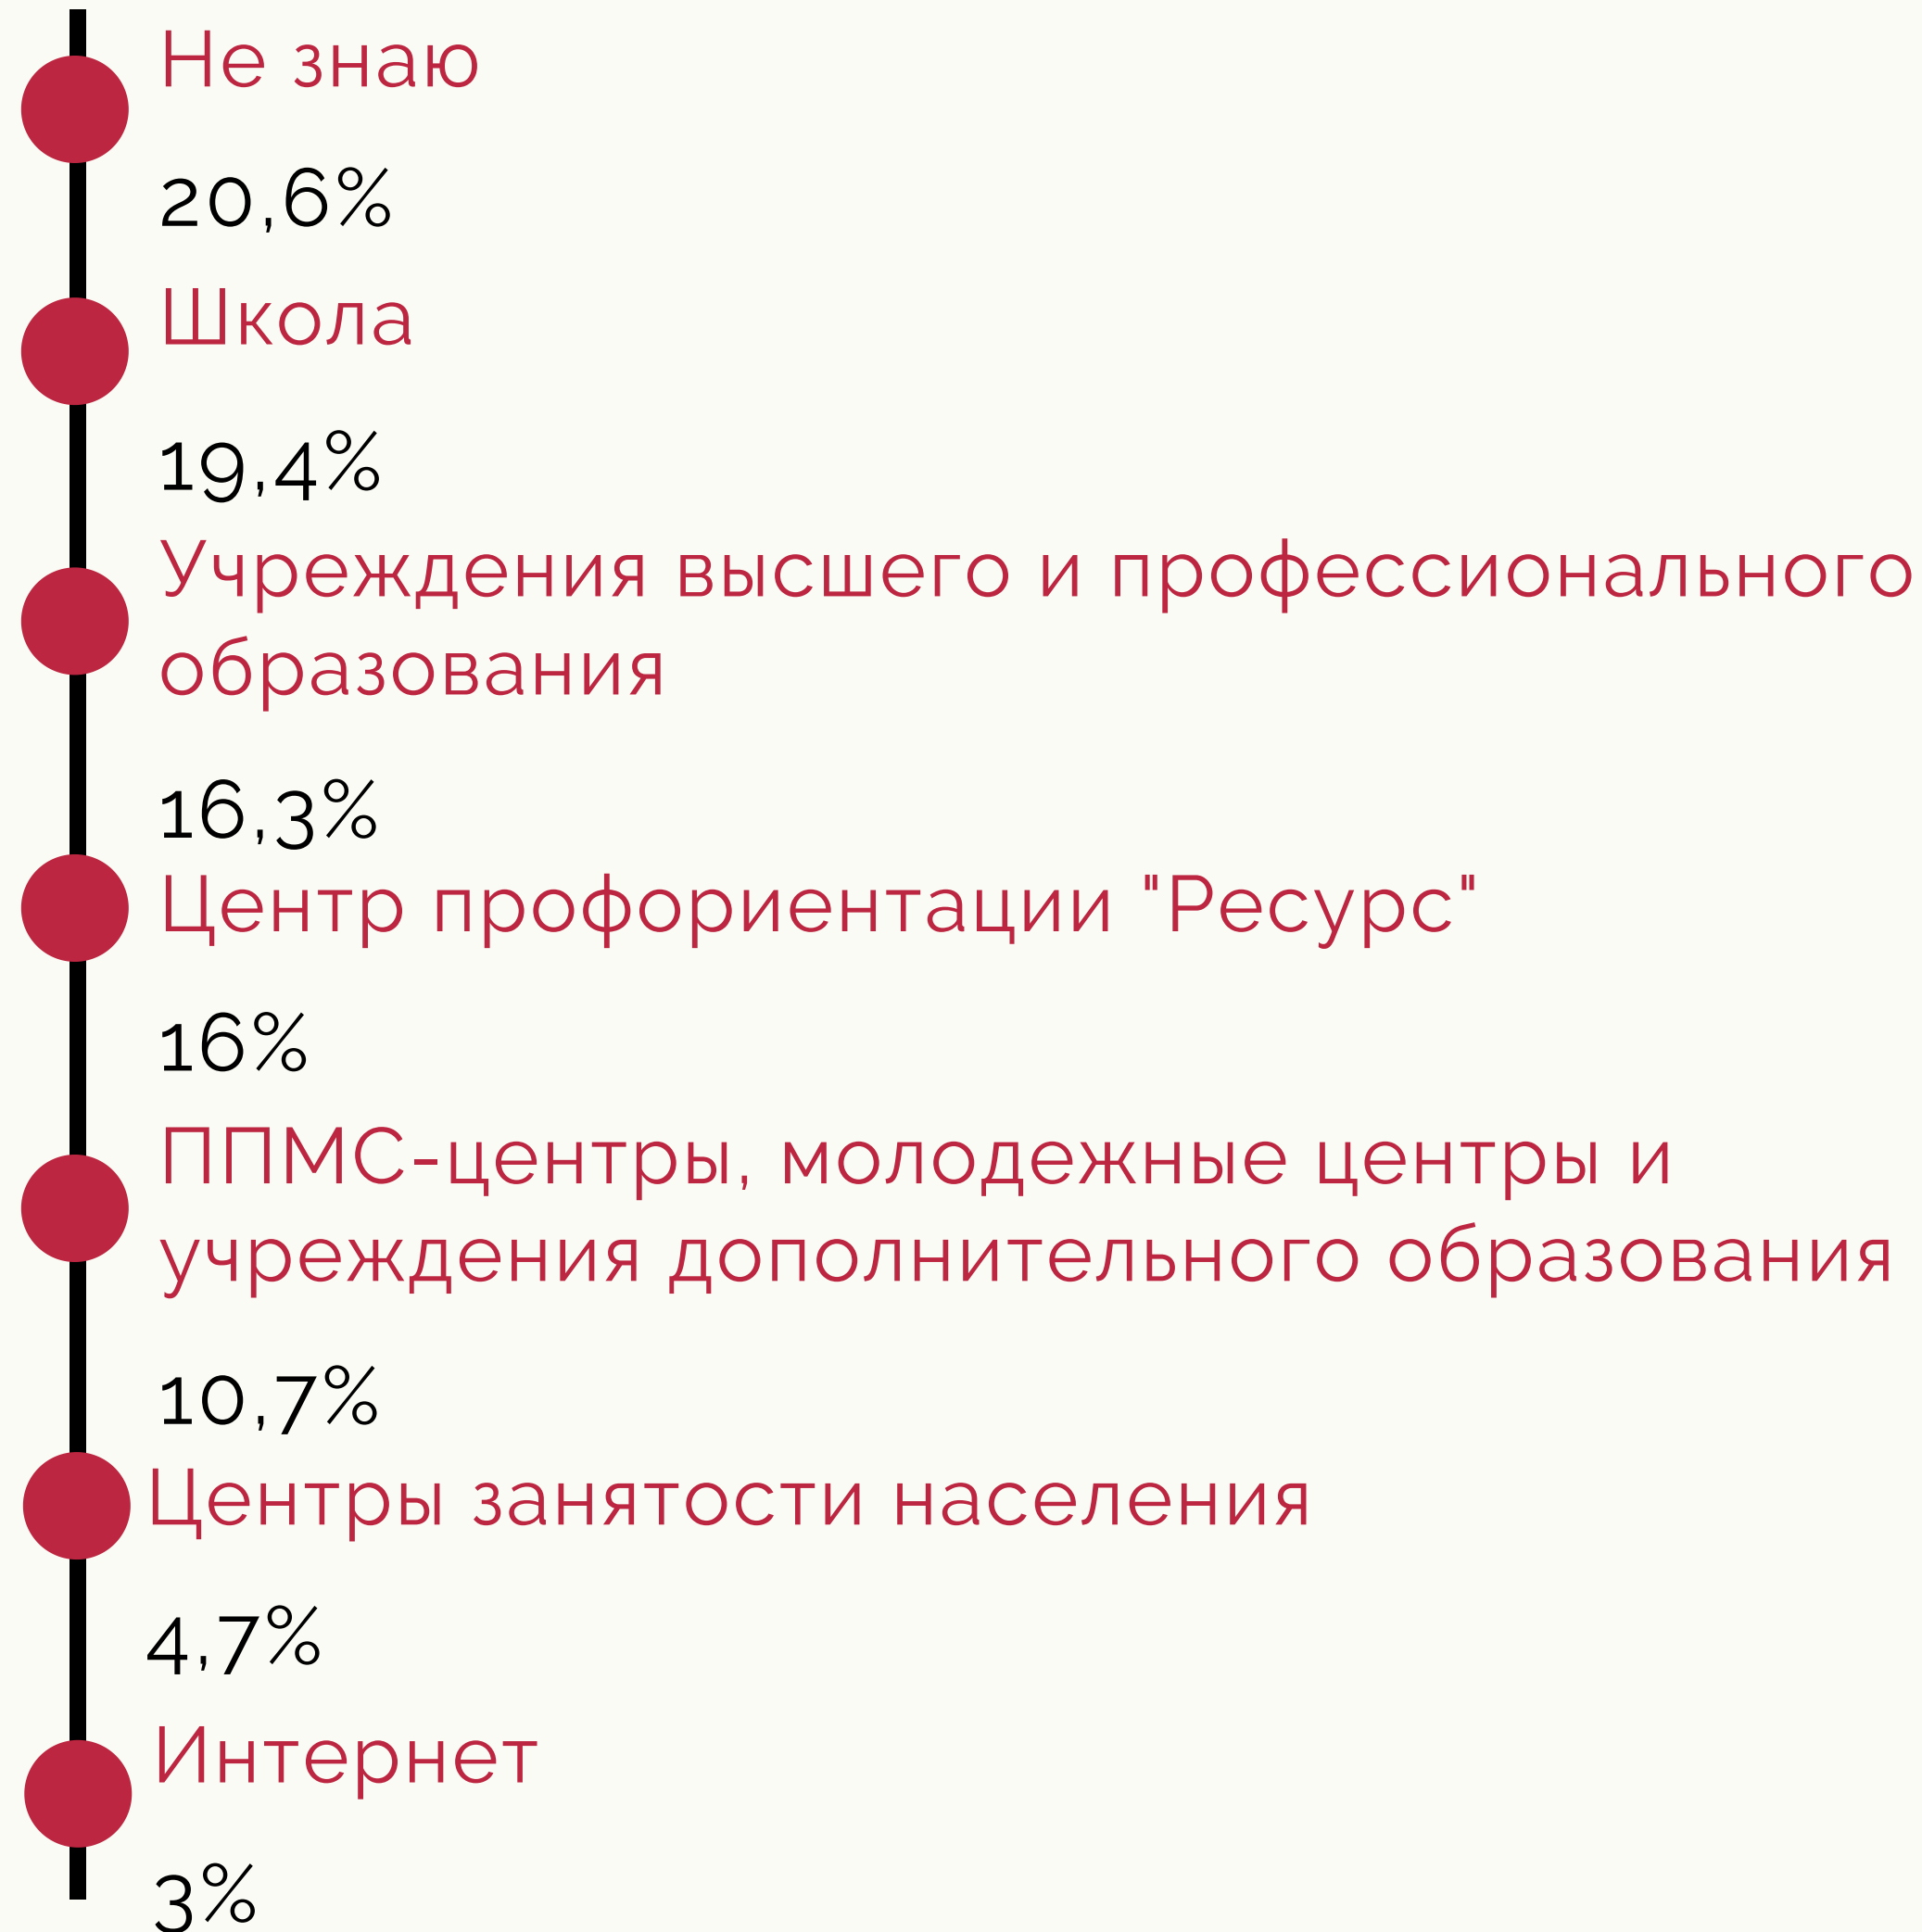 Не знаю
20,6%
Школа
19,4%
Учреждения высшего и профессионального
образования
16,3%
Центр профориентации "Ресурс"
16%
ППМС-центры, молодежные центры и
учреждения дополнительного образования
10,7%
Центры занятости населения
4,7%
Интернет
3%